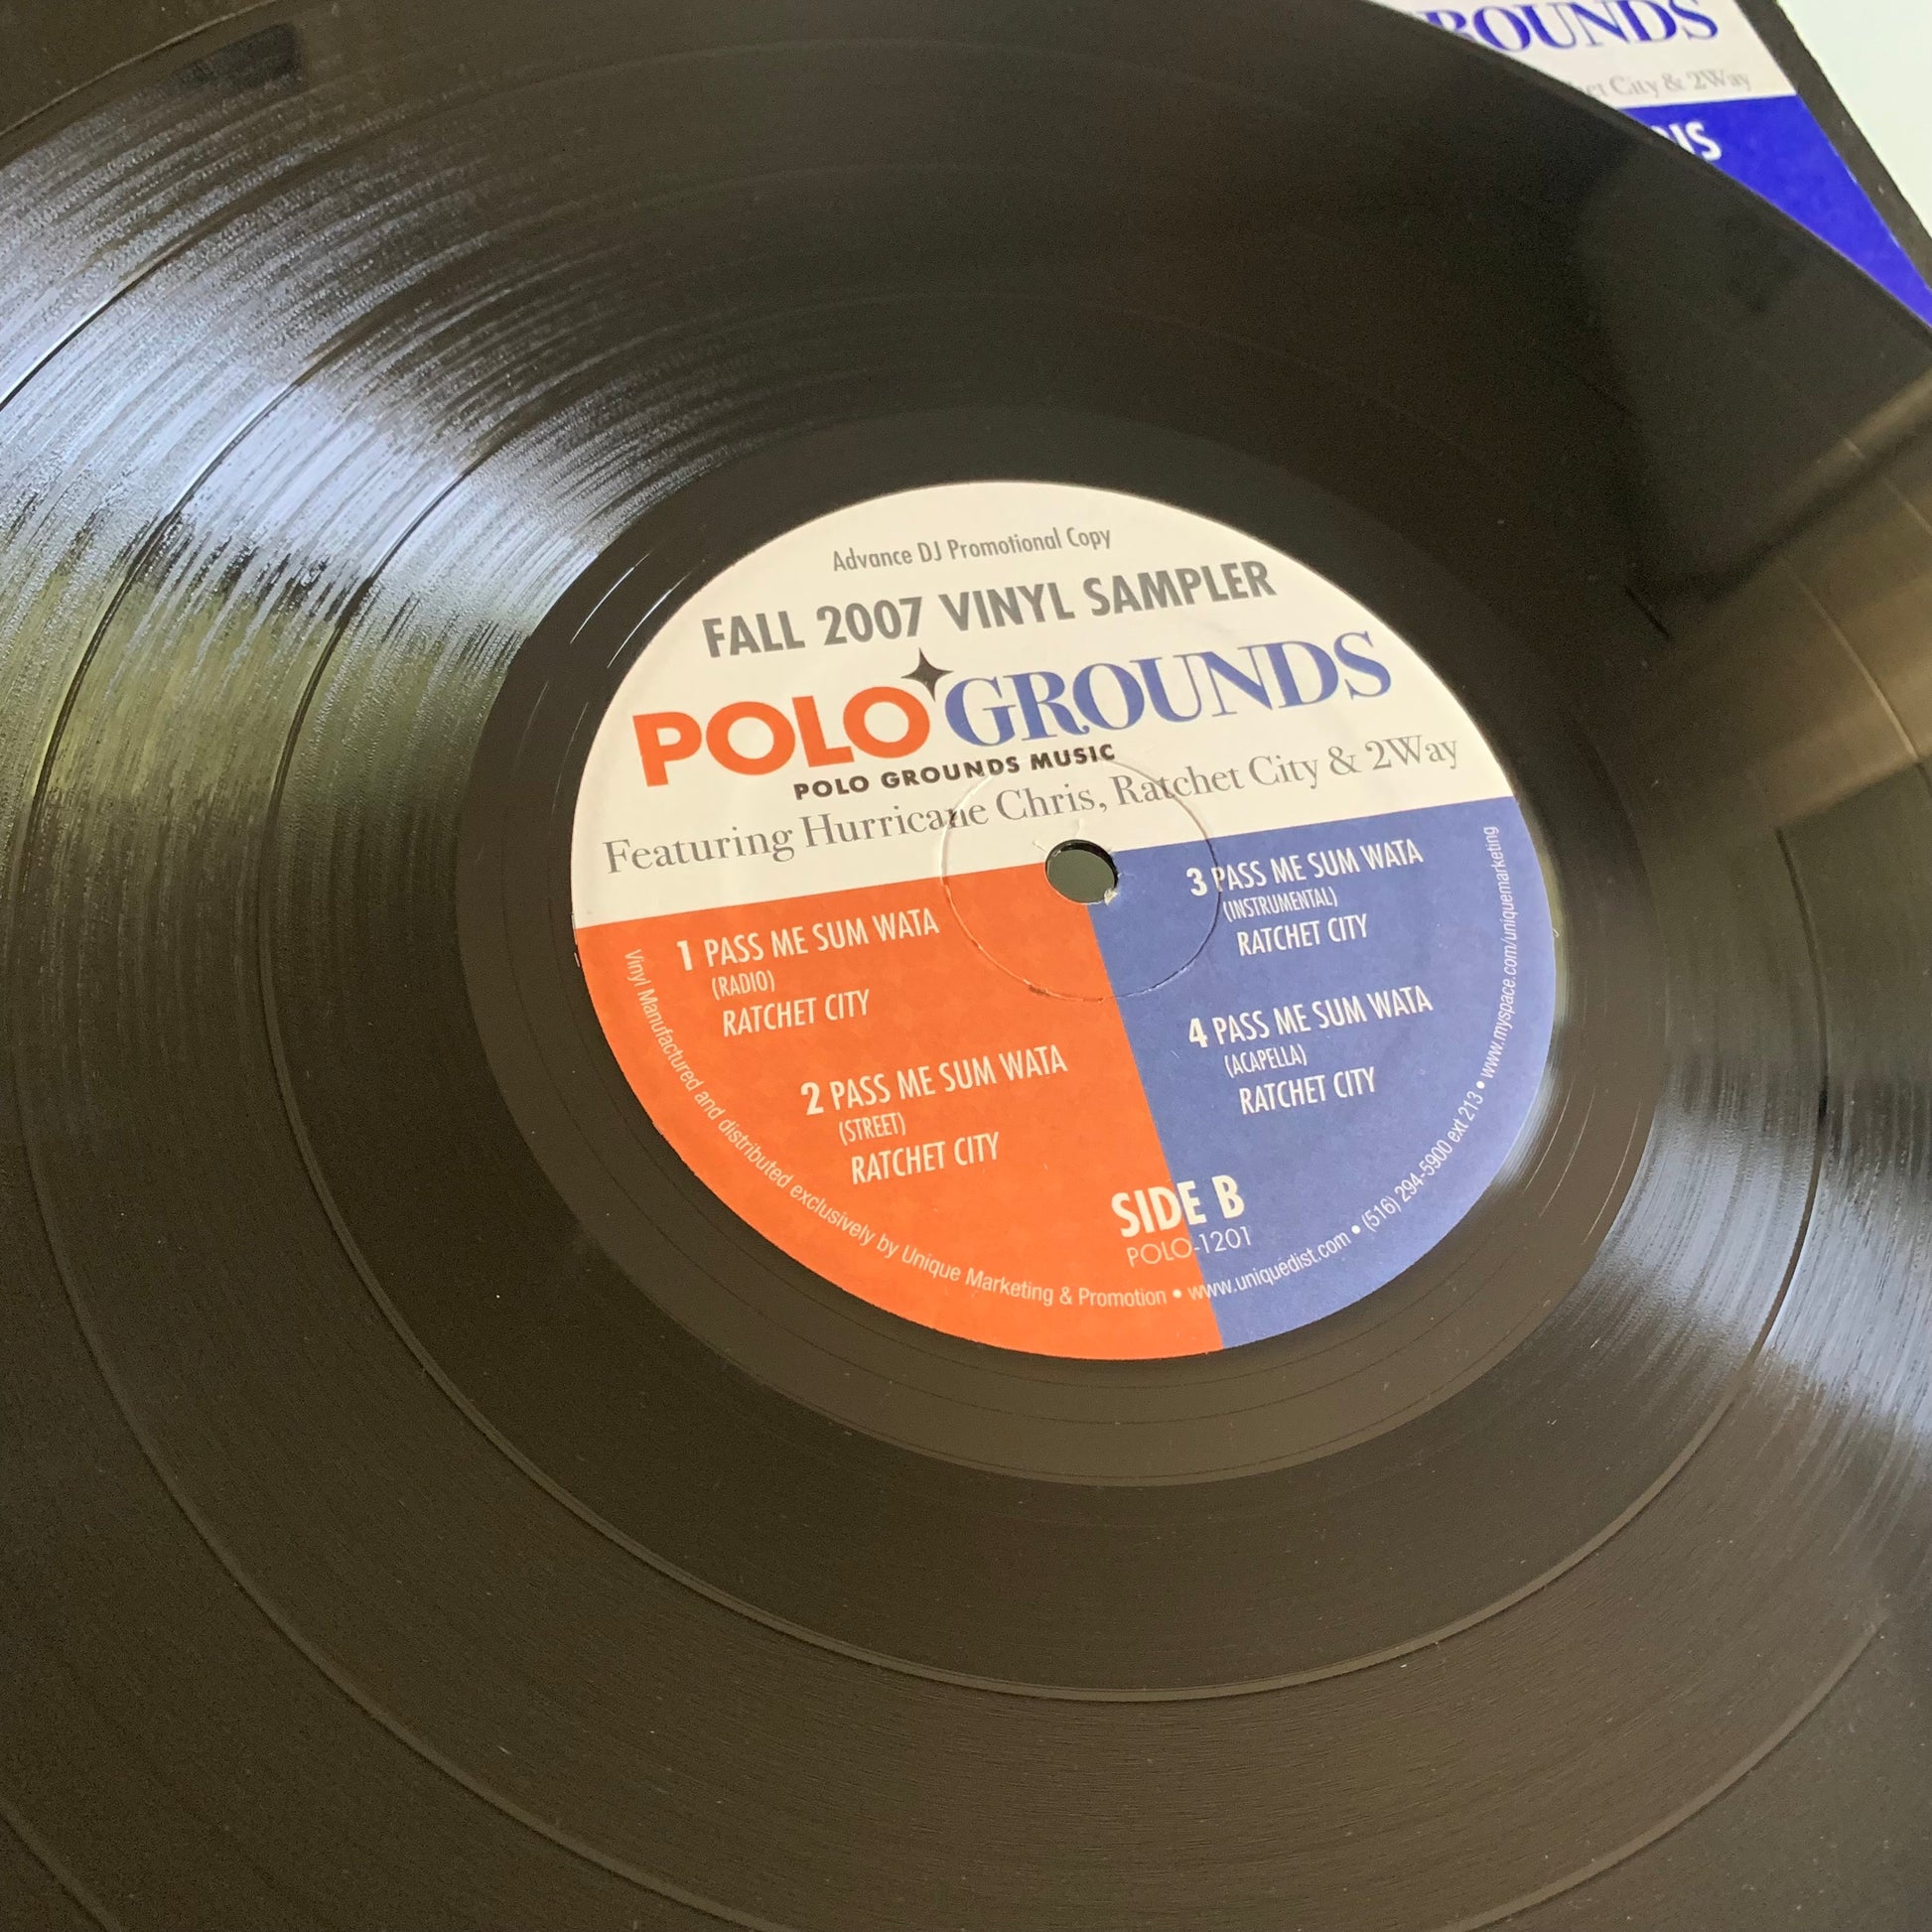 ROUNDS
City & 2Way
Advance DJ Promotional Copy
FALL 2007 VINYL SAMPLER
POLO GROUNDS
POLO GROUNDS MUSIC
Featuring Hurricane Chris, Ratchet City & 2Way
1 PASS ME SUM WATA
(RADIO)
RATCHET CITY
2 PASS ME SUM WATA
(STREET)
RATCHET CITY
3 PASS ME SUM WATA
(INSTRUMENTAL)
RATCHET CITY
4 PASS ME SUM WATA
(ACAPELLA)
RATCHET CITY
SIDE B
POLO-1201
Vinyl Manufactured and distributed exclusively by Unique Marketing & Promotion • www.uniquedist.com • (516) 294-5900 ext 213 • www.myspace.com/uniquemarketing